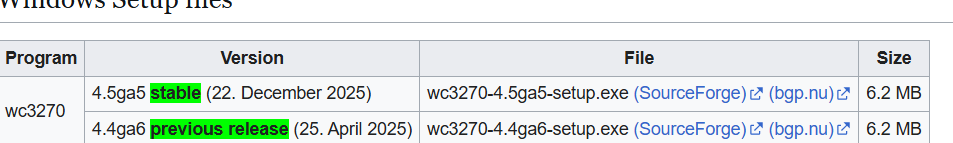 Windows Setup files
Program Version File Size
wc3270
4.5ga5 stable (22. December 2025) wc3270-4.5ga5-setup.exe (SourceForge) (bgp.nu) 6.2 MB
4.4ga6 previous release (25. April 2025) wc3270-4.4ga6-setup.exe (SourceForge) (bgp.nu) 6.2 MB